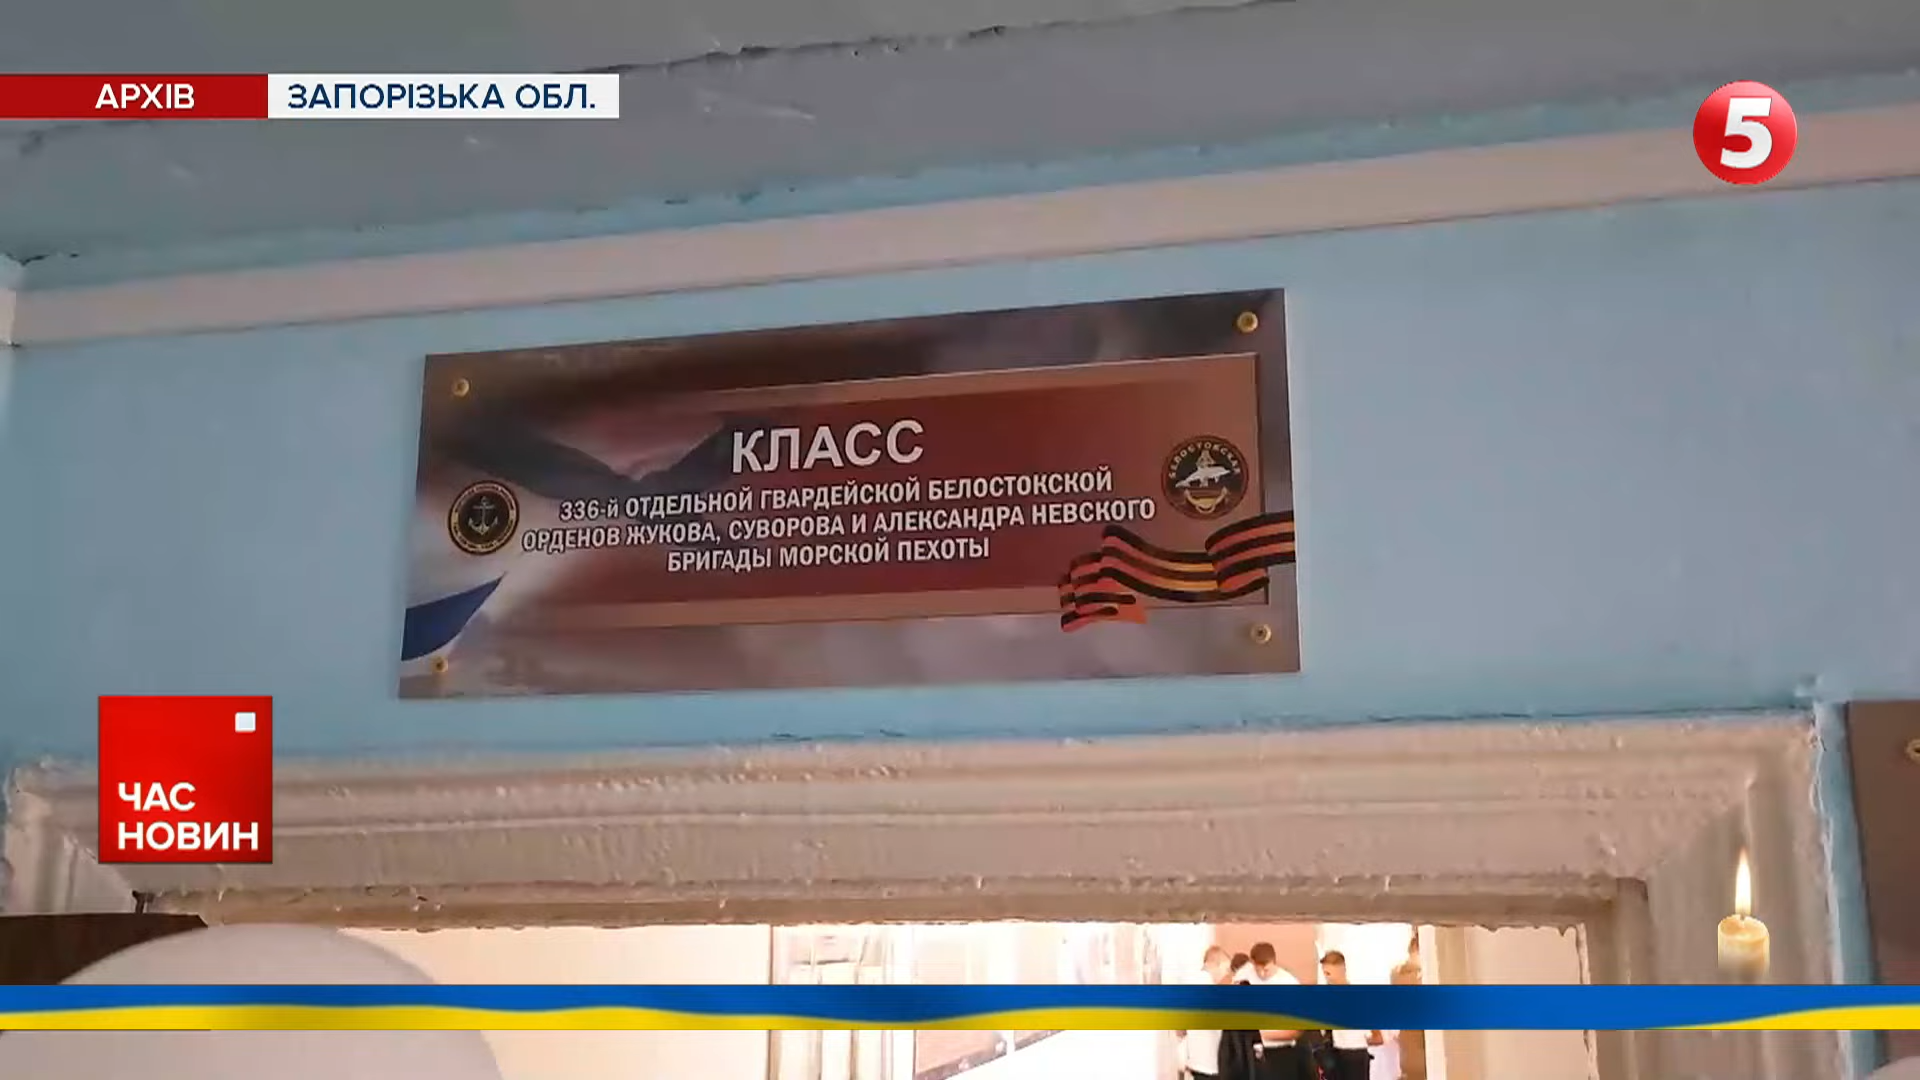 АРХІВ
ЗАПОРІЗЬКА ОБЛ.
5
КЛАСС
336-й ОТДЕЛЬНОЙ ГВАРДЕЙСКОЙ БЕЛОСТОКСКОЙ
ОРДЕНОВ ЖУКОВА, СУВОРОВА И АЛЕКСАНДРА НЕВСКОГО
БРИГАДЫ МОРСКОЙ ПЕХОТЫ
БЕЛОСТОКСКАЯ
ЧАС
НОВИН